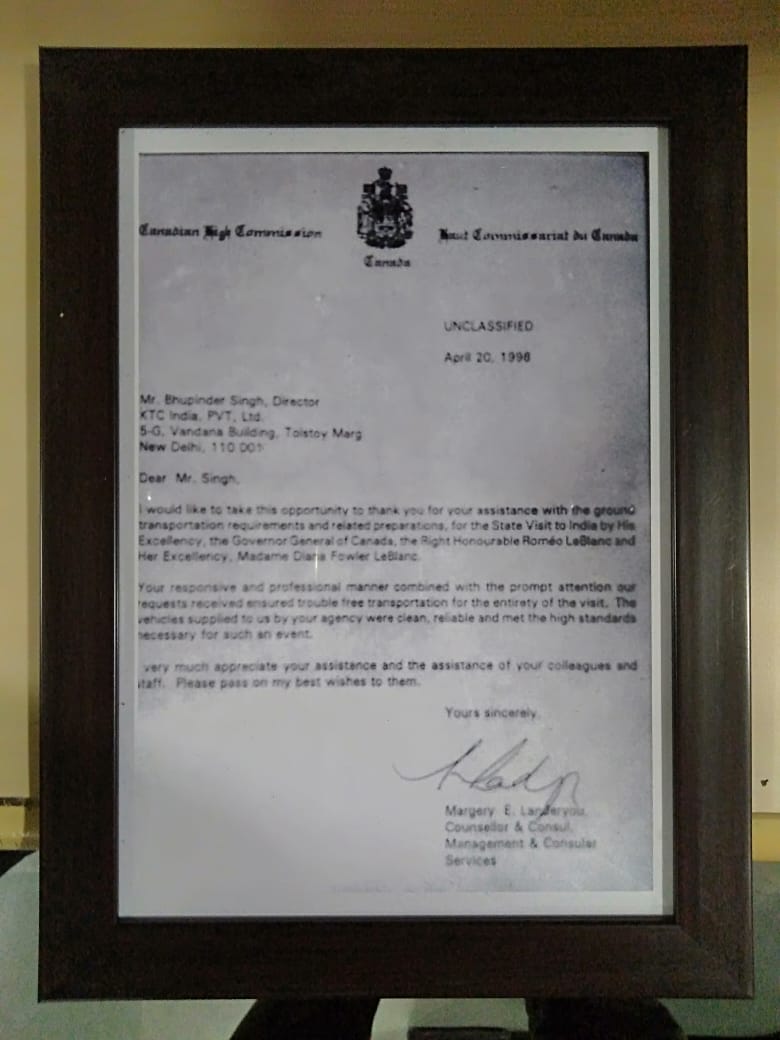 Canadian High Commission
Haut Commissariat du Canada
Canada
UNCLASSIFIED
April 20, 1998
Mr. Bhupinder Singh, Director
KTC India, PVT, Ltd.
5-G, Vandana Building, Tolstoy Marg
New Delhi, 110 001
Dear Mr. Singh,
I would like to take this opportunity to thank you for your assistance with the ground
transportation requirements and related preparations, for the State Visit to India by His
Excellency, the Governor General of Canada, the Right Honourable Roméo LeBlanc and
Her Excellency, Madame Diana Fowler LeBlanc.
Your responsive and professional manner combined with the prompt attention our
requests received ensured trouble free transportation for the entirety of the visit. The
vehicles supplied to us by your agency were clean, reliable and met the high standards
necessary for such an event.
very much appreciate your assistance and the assistance of your colleagues and
staff. Please pass on my best wishes to them.
Yours sincerely,
Margery E. Landeryou,
Counsellor & Consul,
Management & Consular
Services